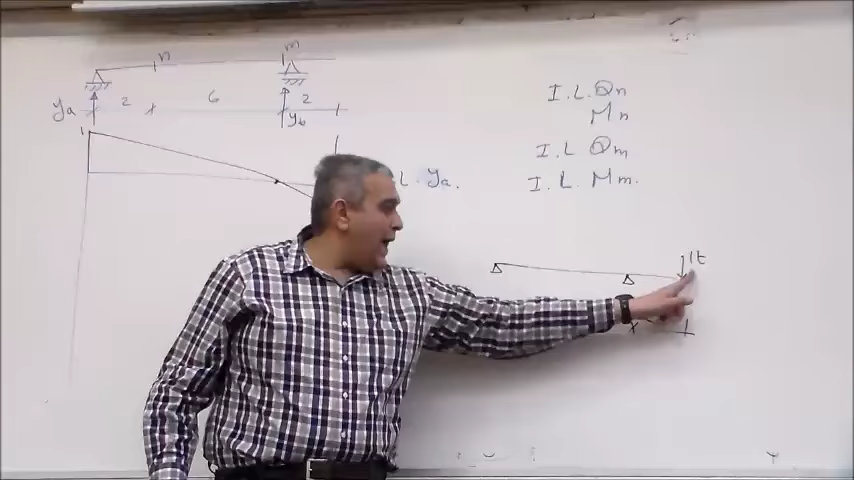 n m
Ya 2 6 2
Yb
1
L. Ya.
I.L Qn
Mn
I.L Qm
I.L. Mm.
1t